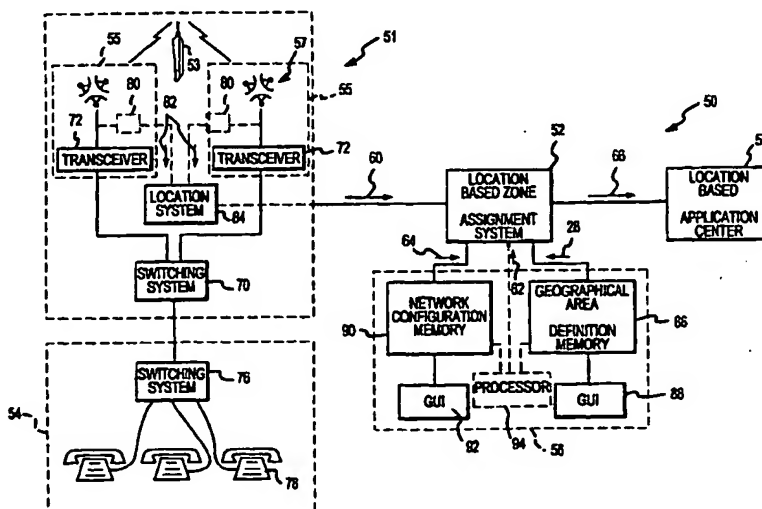 55
53
57
51
80
82
80
55
50
72
TRANSCEIVER
TRANSCEIVER
72
52
60
66
LOCATION
SYSTEM
84
LOCATION
BASED ZONE
ASSIGNMENT
SYSTEM
LOCATION
BASED
APPLICATION
CENTER
64
62
28
SWITCHING
SYSTEM
70
90
NETWORK
CONFIGURATION
MEMORY
GEOGRAPHICAL
AREA
DEFINITION
MEMORY
86
54
SWITCHING
SYSTEM
76
GUI
92
PROCESSOR
94
GUI
88
58
78